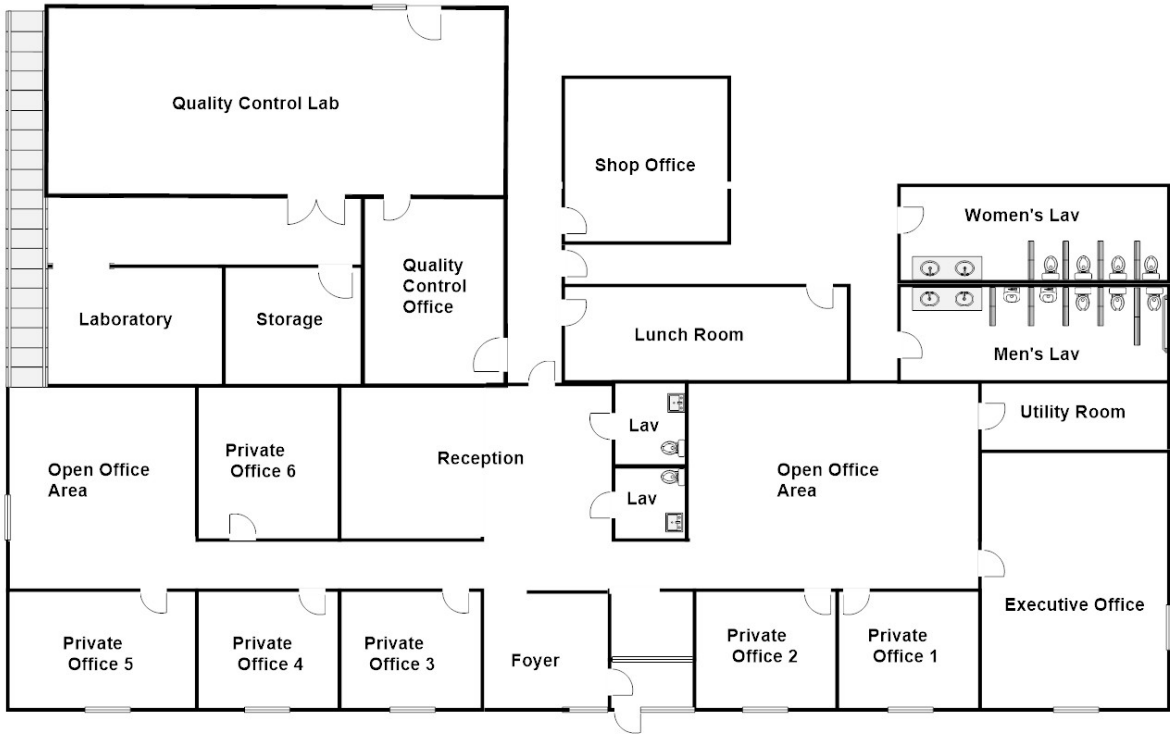 Quality Control Lab
Shop Office
Women's Lav
Quality
Control
Office
Laboratory
Storage
Lunch Room
Men's Lav
Utility Room
Lav
Private
Office 6
Reception
Open Office
Area
Open Office
Area
Lav
Executive Office
Private
Office 5
Private
Office 4
Private
Office 3
Foyer
Private
Office 2
Private
Office 1